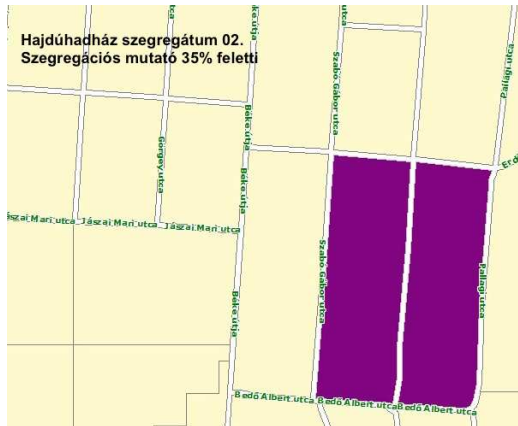 Hajdúhadház szegregátum 02.
Szegregációs mutató 35% feletti
utca
Béke útja
utca
Pallagi utca
Szabó Gábor utca
Görgey utca
Béke útja
Jászai Mari utca Jászai Mari utca
Szabó Gábor utca
Pallagi utca
Béke útja
Bedő Albert utca Bedő Albert utca Bedő Albert utca